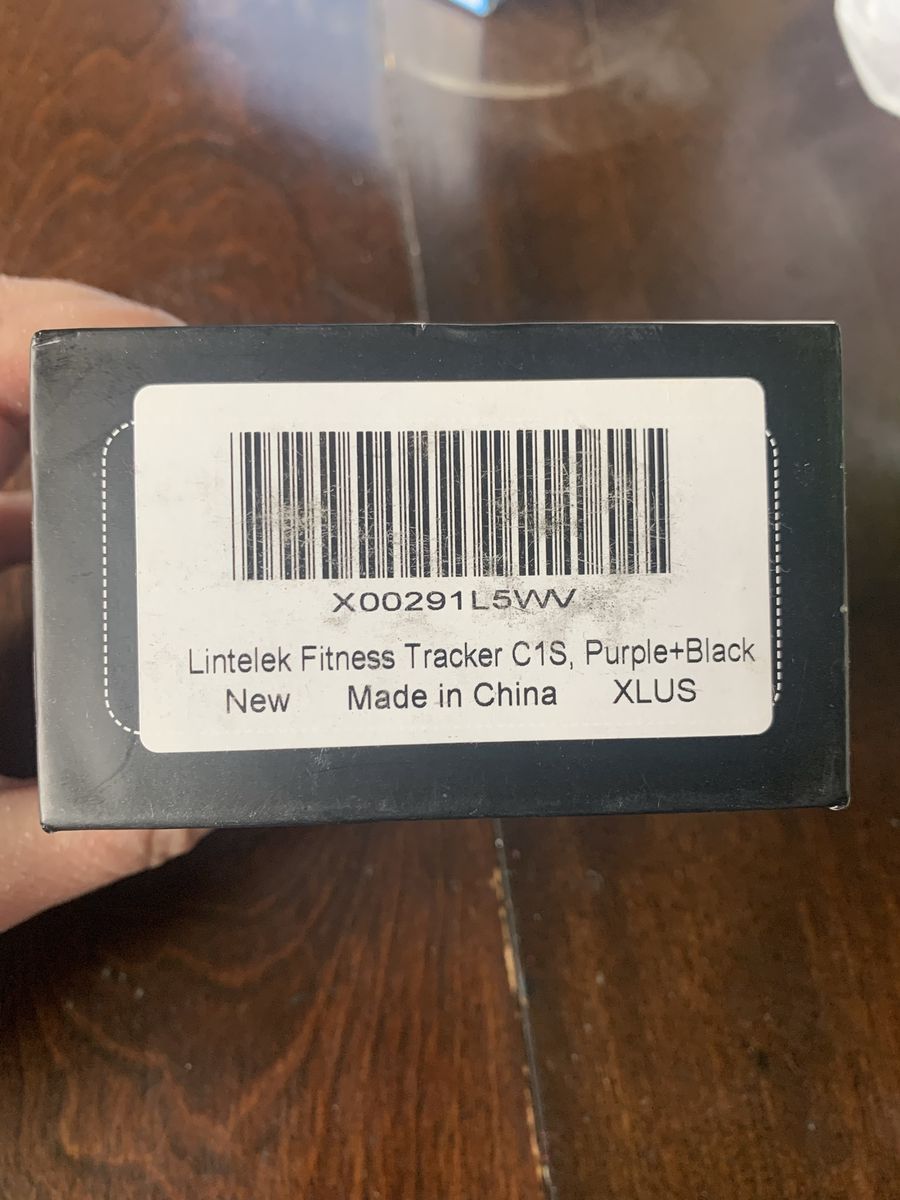 X00291L5WV
Lintelek Fitness Tracker C1S, Purple+Black
New Made in China XLUS